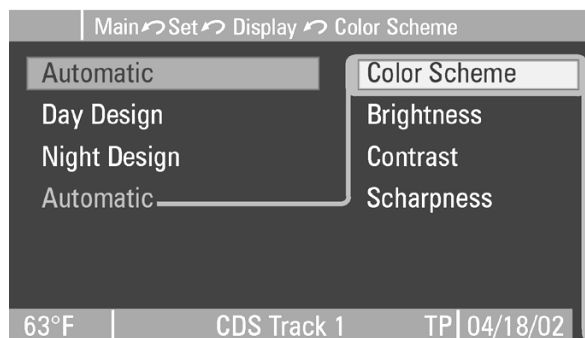 Main Set Display Color Scheme
Automatic
Day Design
Night Design
Automatic
Color Scheme
Brightness
Contrast
Scharpness
63°F CDS Track 1 TP 04/18/02